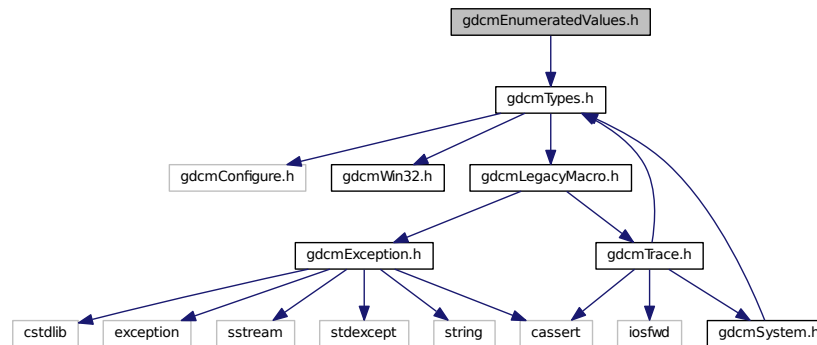 gdcmEnumeratedValues.h
gdcmTypes.h
gdcmConfigure.h
gdcmWin32.h
gdcmLegacyMacro.h
gdcmException.h
gdcmTrace.h
cstdlib
exception
sstream
stdexcept
string
cassert
iosfwd
gdcmSystem.h